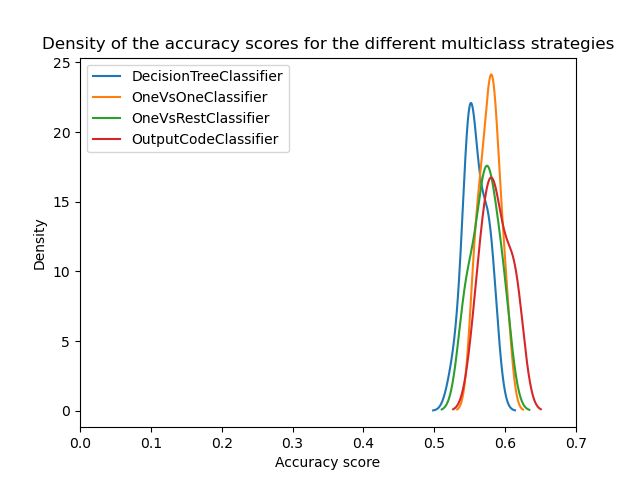 Density of the accuracy scores for the different multiclass strategies
DecisionTreeClassifier
OneVsOneClassifier
OneVsRestClassifier
OutputCodeClassifier
25
20
15
10
5
0
Density
0.0 0.1 0.2 0.3 0.4 0.5 0.6 0.7
Accuracy score